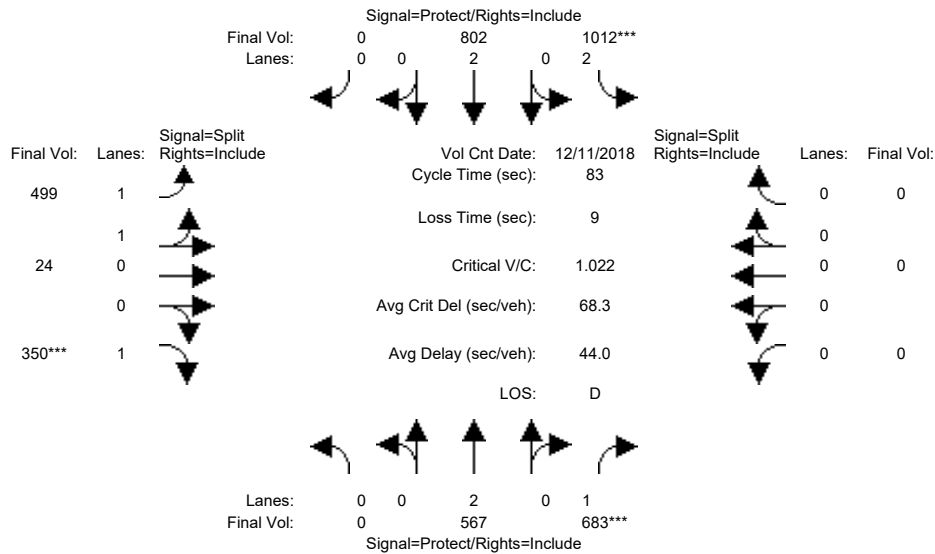 Signal=Protect/Rights=Include
Final Vol: 0 802 1012***
Lanes: 0 0 2 0 2
Signal=Split
Final Vol: Lanes: Rights=Include
Vol Cnt Date: 12/11/2018
Signal=Split
Rights=Include Lanes: Final Vol:
Cycle Time (sec): 83
499 1 0 0
Loss Time (sec): 9
1 0
24 0 Critical V/C: 1.022 0 0
0 Avg Crit Del (sec/veh): 68.3 0
350*** 1 Avg Delay (sec/veh): 44.0 0 0
LOS: D
Lanes: 0 0 2 0 1
Final Vol: 0 567 683***
Signal=Protect/Rights=Include